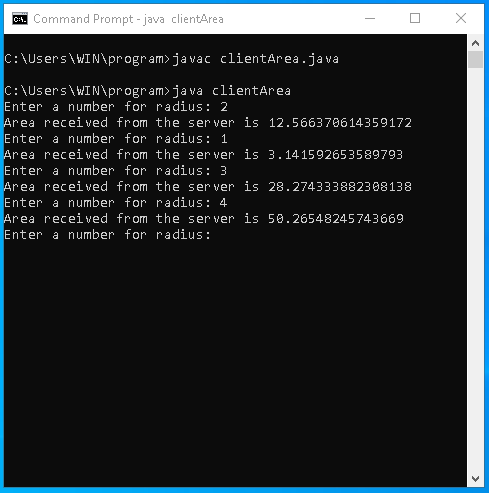 Command Prompt - java  clientArea
C:\Users\WIN\program>javac clientArea.java
C:\Users\WIN\program>java clientArea
Enter a number for radius: 2
Area received from the server is 12.566370614359172
Enter a number for radius: 1
Area received from the server is 3.141592653589793
Enter a number for radius: 3
Area received from the server is 28.274333882308138
Enter a number for radius: 4
Area received from the server is 50.26548245743669
Enter a number for radius: